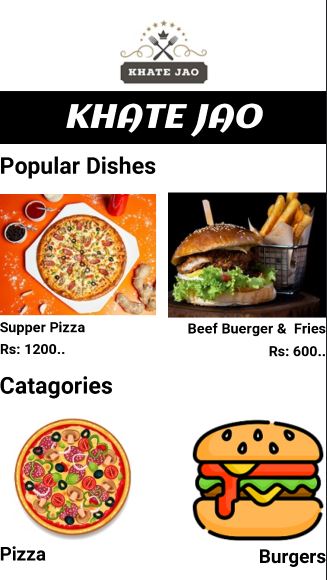 KHATE JAO
KHATE JAO
Popular Dishes
Supper Pizza
Rs: 1200..
Beef Buerger & Fries
Rs: 600..
Catagories
Pizza
Burgers